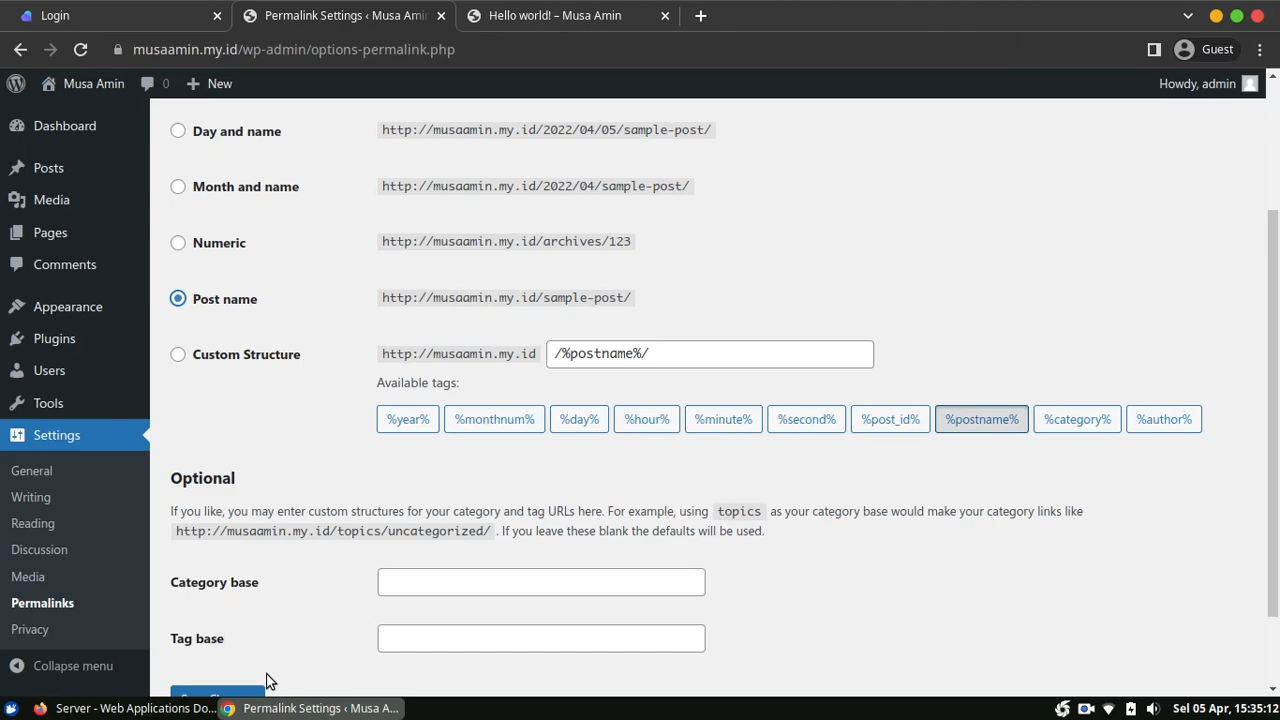 Login
Permalink Settings ‹ Musa Amin
Hello world! – Musa Amin
musaamin.my.id/wp-admin/options-permalink.php
Guest
Musa Amin
0
New
Howdy, admin
Dashboard
Posts
Media
Pages
Comments
Appearance
Plugins
Users
Tools
Settings
General
Writing
Reading
Discussion
Media
Permalinks
Privacy
Collapse menu
Day and name http://musaamin.my.id/2022/04/05/sample-post/
Month and name http://musaamin.my.id/2022/04/sample-post/
Numeric http://musaamin.my.id/archives/123
Post name http://musaamin.my.id/sample-post/
Custom Structure http://musaamin.my.id /%postname%/
Available tags:
%year% %monthnum% %day% %hour% %minute% %second% %post_id% %postname% %category% %author%
Optional
If you like, you may enter custom structures for your category and tag URLs here. For example, using topics as your category base would make your category links like
http://musaamin.my.id/topics/uncategorized/ . If you leave these blank the defaults will be used.
Category base
Tag base
Server - Web Applications Do...
Permalink Settings ‹ Musa A...
Sel 05 Apr, 15:35:12